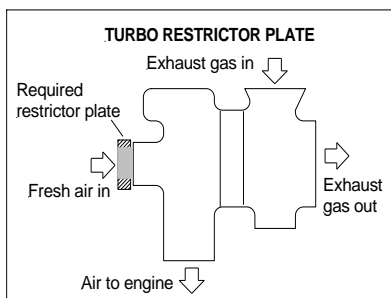 TURBO RESTRICTOR PLATE
Exhaust gas in
Required
restrictor plate
Fresh air in
Exhaust
gas out
Air to engine